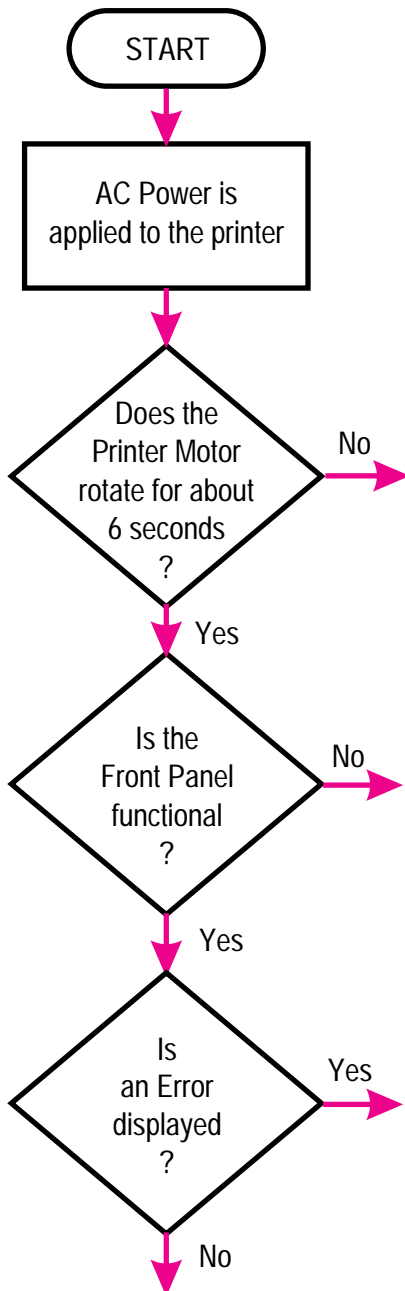 START
AC Power is
applied to the printer
Does the
Printer Motor
rotate for about
6 seconds
?
No
Yes
Is the
Front Panel
functional
?
No
Yes
Is
an Error
displayed
?
Yes
No